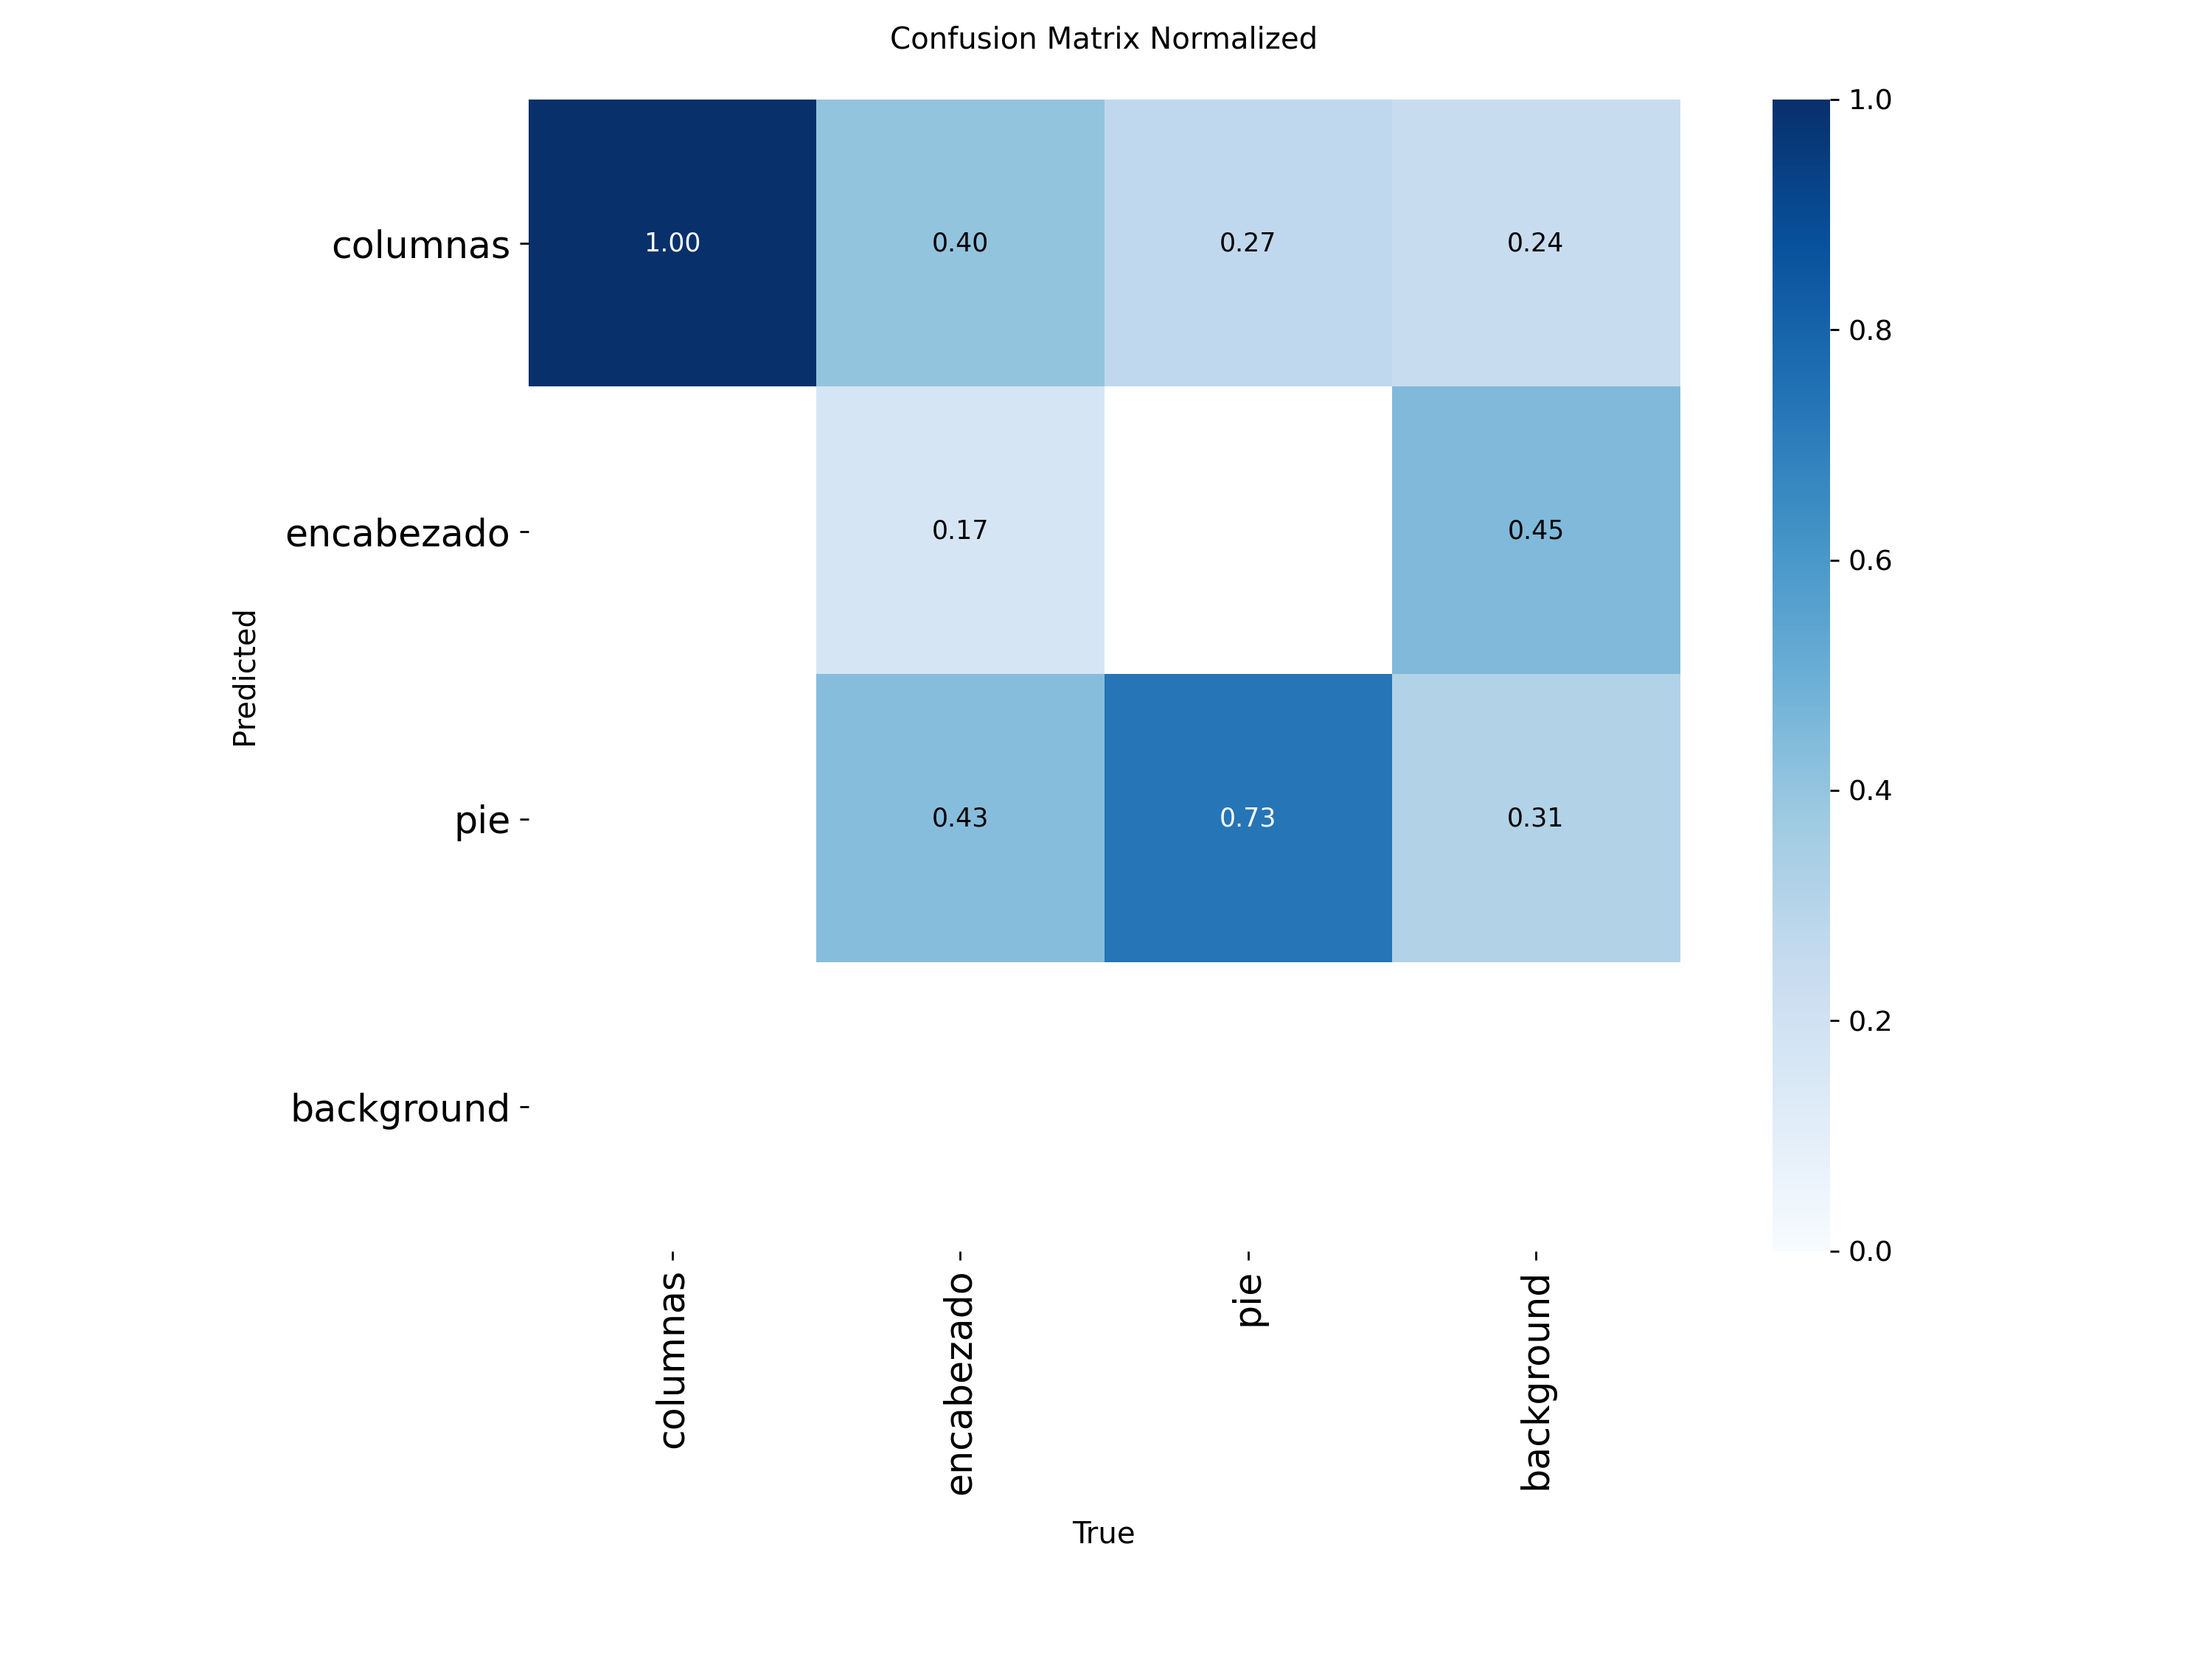 Confusion Matrix Normalized
columnas
1.00 0.40 0.27 0.24
encabezado
0.17 0.45
pie
0.43 0.73 0.31
background
Predicted
columnas
encabezado
pie
background
True
1.0
0.8
0.6
0.4
0.2
0.0